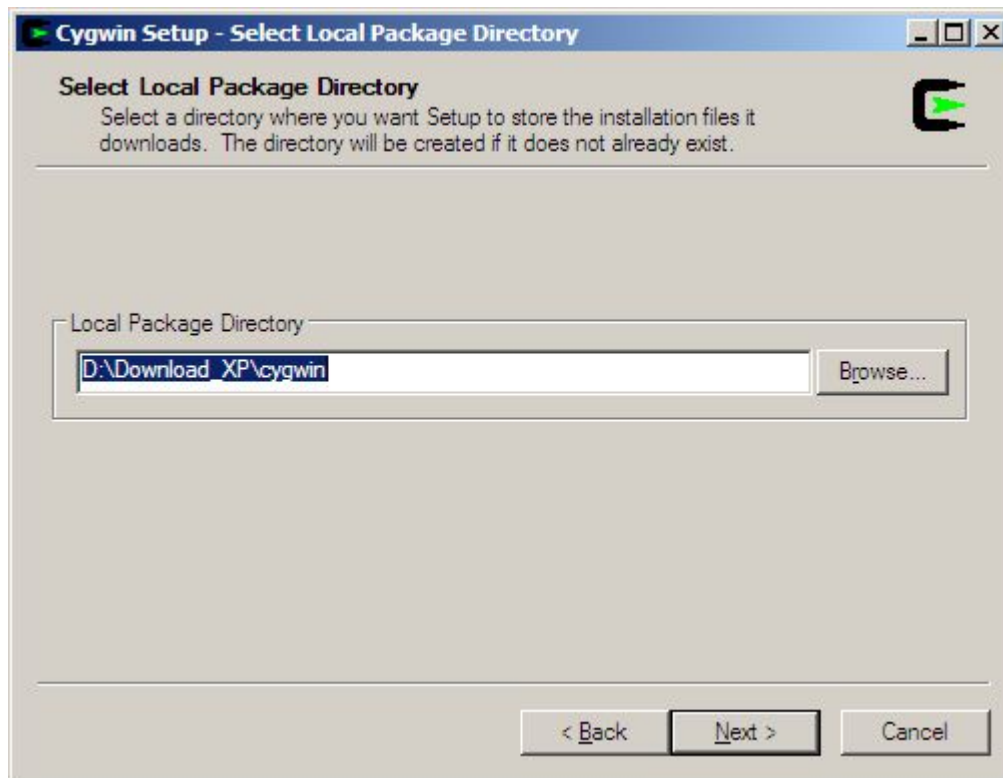 Cygwin Setup - Select Local Package Directory
Select Local Package Directory
Select a directory where you want Setup to store the installation files it
downloads. The directory will be created if it does not already exist.
Local Package Directory
D:\Download_XP\cygwin
Browse...
< Back
Next >
Cancel